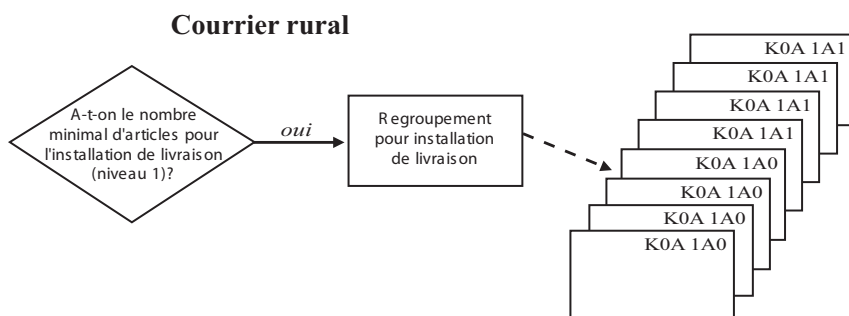 Courrier rural
A-t-on le nombre
minimal d'articles pour
l'installation de livraison
(niveau 1)?
oui
Regroupement
pour installation
de livraison
K0A 1A1
K0A 1A1
K0A 1A1
K0A 1A1
K0A 1A0
K0A 1A0
K0A 1A0
K0A 1A0